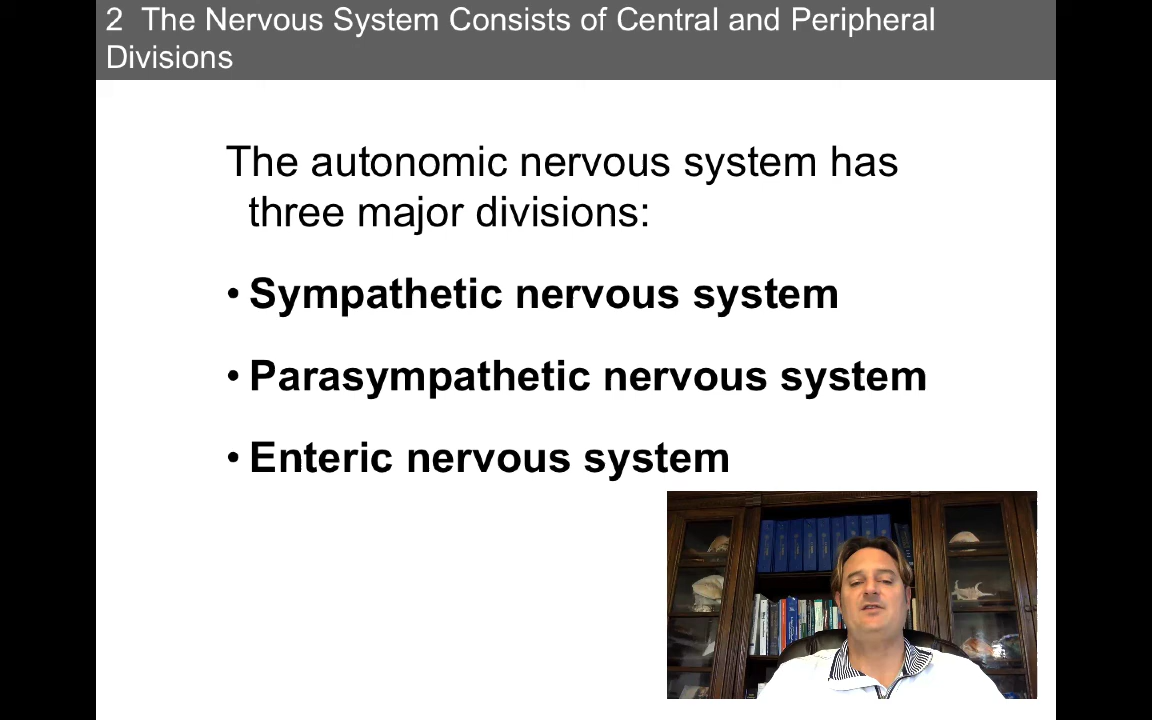 2 The Nervous System Consists of Central and Peripheral
Divisions
The autonomic nervous system has
three major divisions:
• Sympathetic nervous system
• Parasympathetic nervous system
• Enteric nervous system